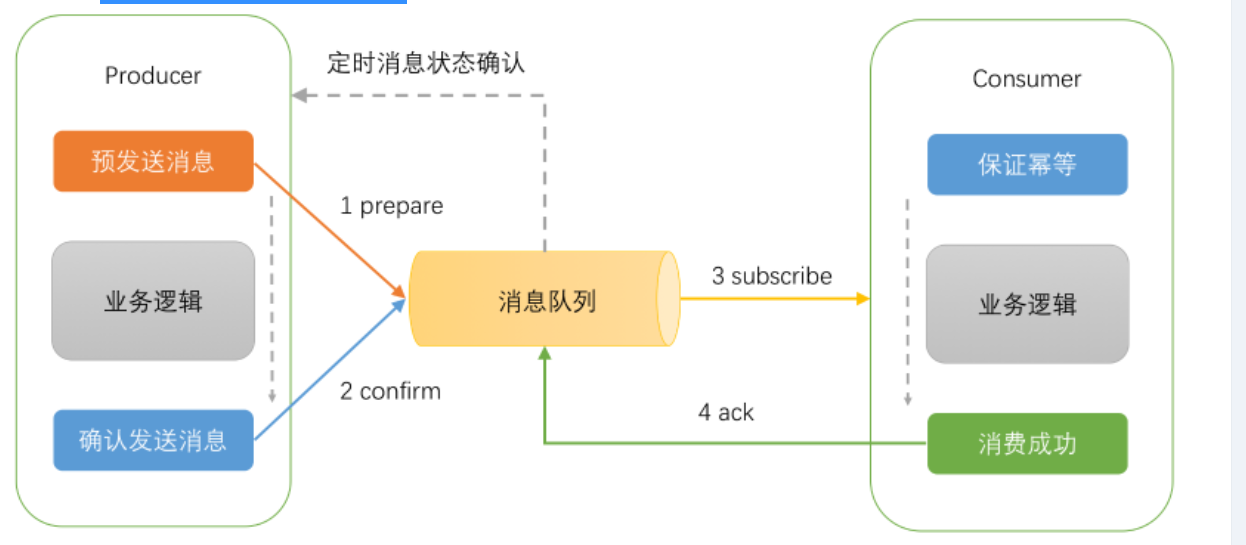 Producer
预发送消息
业务逻辑
确认发送消息
定时消息状态确认
1 prepare
消息队列
2 confirm
3 subscribe
4 ack
Consumer
保证幂等
业务逻辑
消费成功